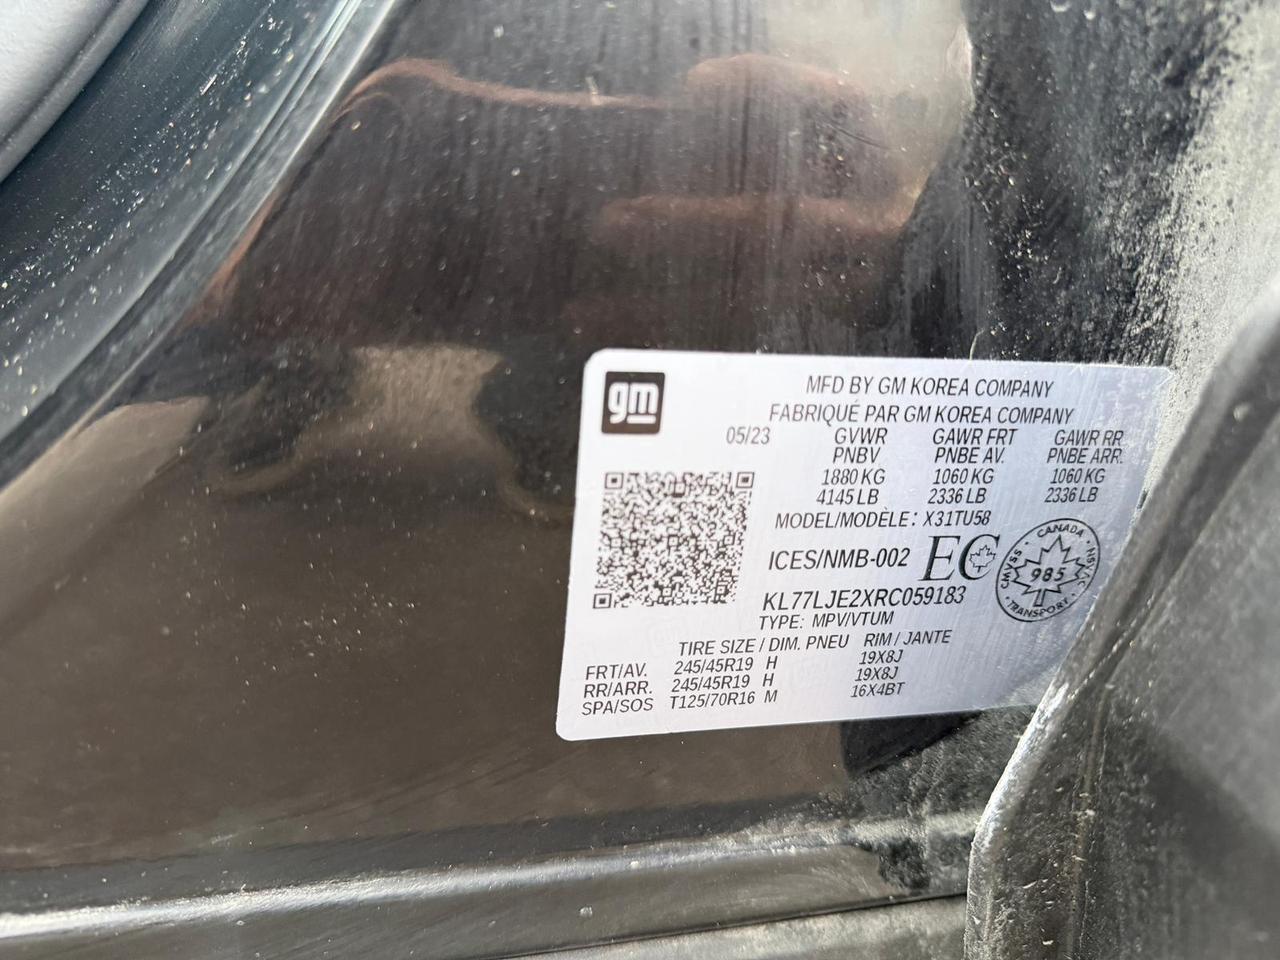 gm
MFD BY GM KOREA COMPANY
FABRIQUÉ PAR GM KOREA COMPANY
05/23 GVWR GAWR FRT GAWR RR
PNBV PNBE AV. PNBE ARR.
1880 KG 1060 KG 1060 KG
4145 LB 2336 LB 2336 LB
MODEL/MODÈLE: X31TU58
ICES/NMB-002 EC
CANADA
CMVSS · NSVAC
985
TRANSPORT
KL77LJE2XRC059183
TYPE: MPV/VTUM
TIRE SIZE / DIM. PNEU RIM / JANTE
FRT/AV. 245/45R19 H 19X8J
RR/ARR. 245/45R19 H 19X8J
SPA/SOS T125/70R16 M 16X4BT